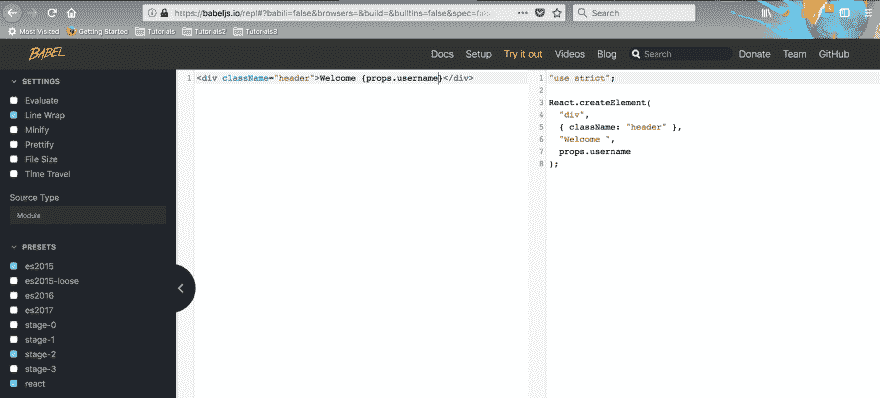 https://babeljs.io/repl#?babili=false&browsers=&build=&builtIns=false&spec=
Search
Most Visited Getting Started Tutorials Tutorials2 Tutorials3
BABEL
Docs Setup Try it out Videos Blog Search Donate Team GitHub
SETTINGS
Evaluate
Line Wrap
Minify
Prettify
File Size
Time Travel
Source Type
Module
PRESETS
es2015
es2015-loose
es2016
es2017
stage-0
stage-1
stage-2
stage-3
react
1 <div className="header">Welcome {props.username}</div>
1 "use strict";
2
3 React.createElement(
4 "div",
5 { className: "header" },
6 "Welcome ",
7 props.username
8 );